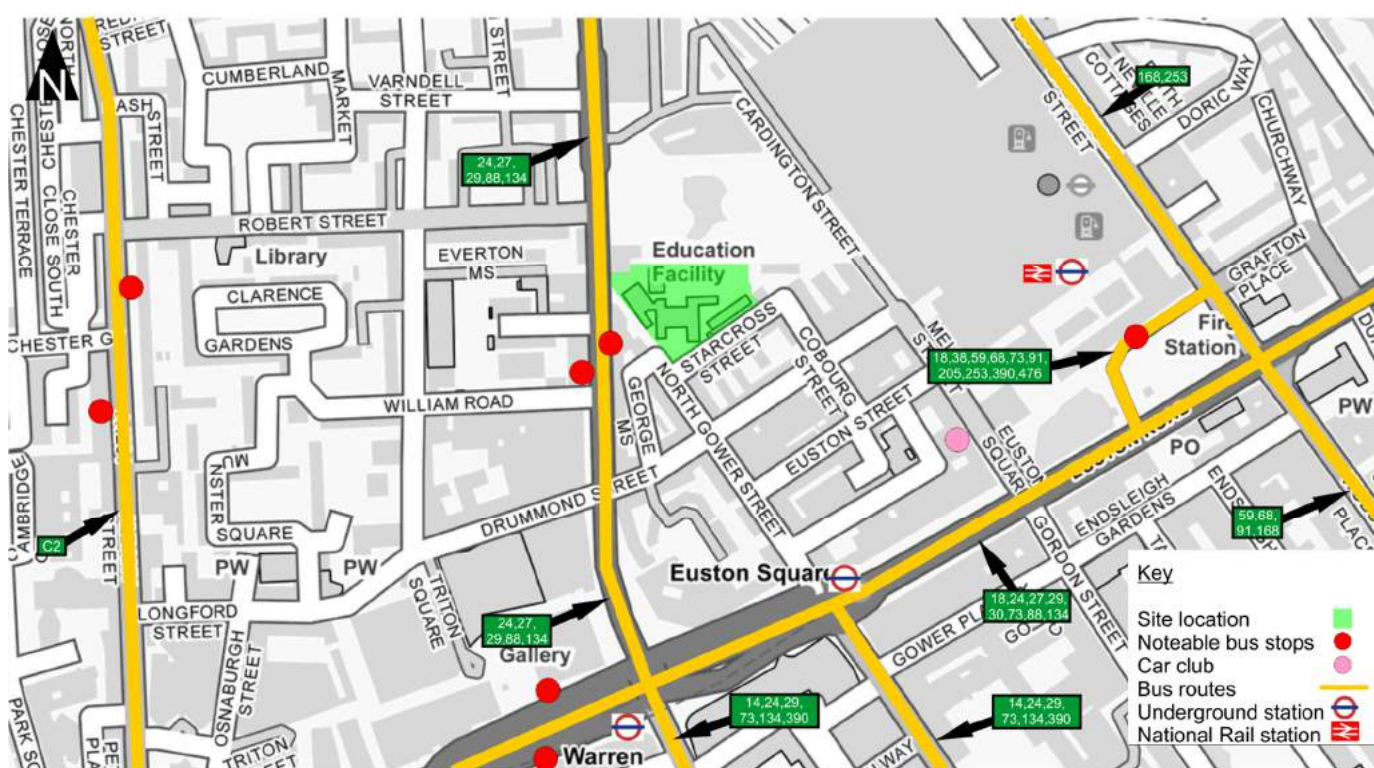 STREET
STREET
N
CUMBERLAND
MARKET
VARNDELL
STREET
ASH
STREET
CHESTER TERRACE
CHESTER
CLOSE SOUTH
24,27,
29,88,134
CARDINGTON STREET
STREET
168,253
COTTAGES
DORIC WAY
CHURCHWAY
ROBERT STREET
Library
EVERTON
MS
Education
Facility
GRAFTON
PLACE
CLARENCE
GARDENS
CHESTER G
STARCROSS
STREET
COBOURG
STREET
18,38,59,68,73,91,
205,253,390,476
Fire
Station
WILLIAM ROAD
GEORGE
MS
NORTH GOWER STREET
EUSTON STREET
EUSTON
SQUARE
PW
PO
MUNSTER
SQUARE
DRUMMOND STREET
C2
STREET
PW
PW
ENDSLEIGH
GARDENS
59,68,
91,168
PLACE
LONGFORD
STREET
TRITON
SQUARE
Euston Square
GORDON STREET
18,24,27,29
30,73,88,134
24,27,
29,88,134
Gallery
GOWER PLACE
OSNABURGH
STREET
14,24,29,
73,134,390
14,24,29,
73,134,390
TRITON
Warren
Key
Site location
Noteable bus stops
Car club
Bus routes
Underground station
National Rail station